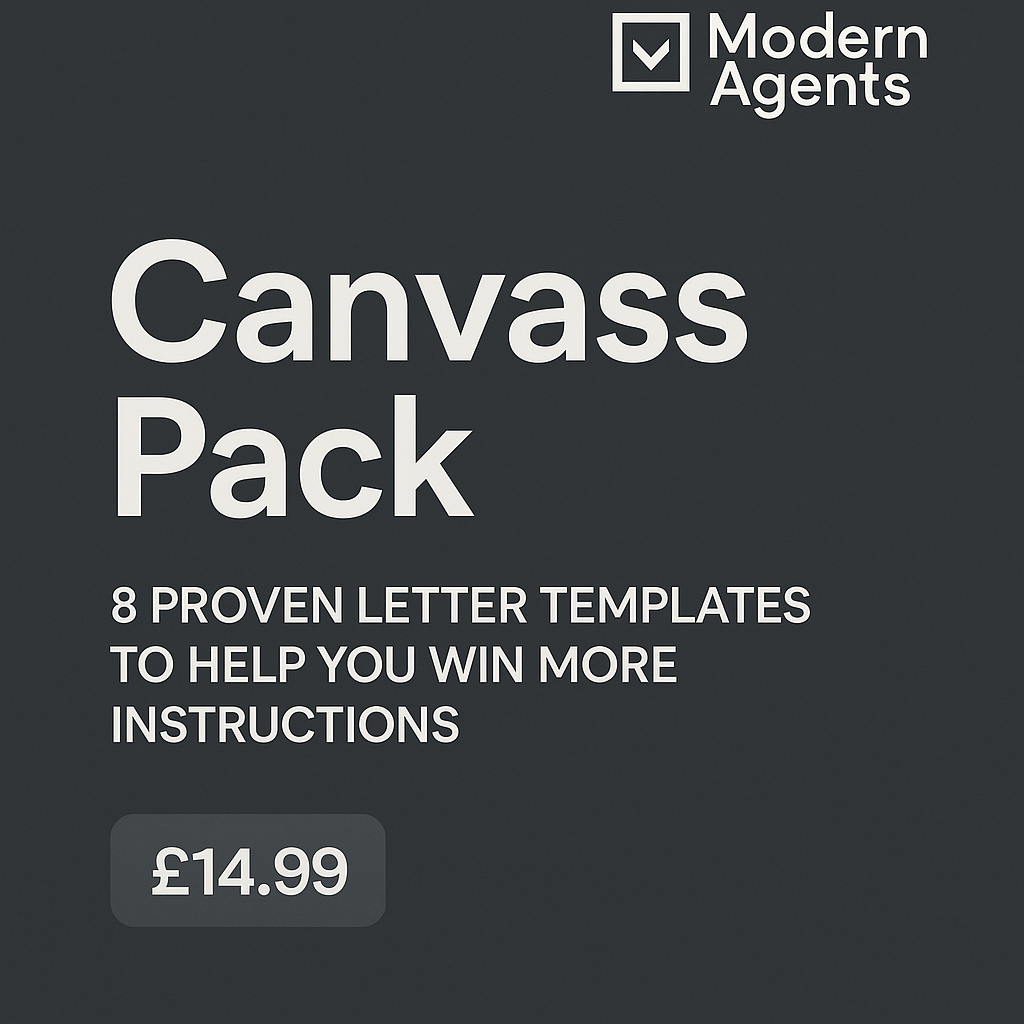 Modern
Agents
Canvass
Pack
8 PROVEN LETTER TEMPLATES
TO HELP YOU WIN MORE
INSTRUCTIONS
£14.99